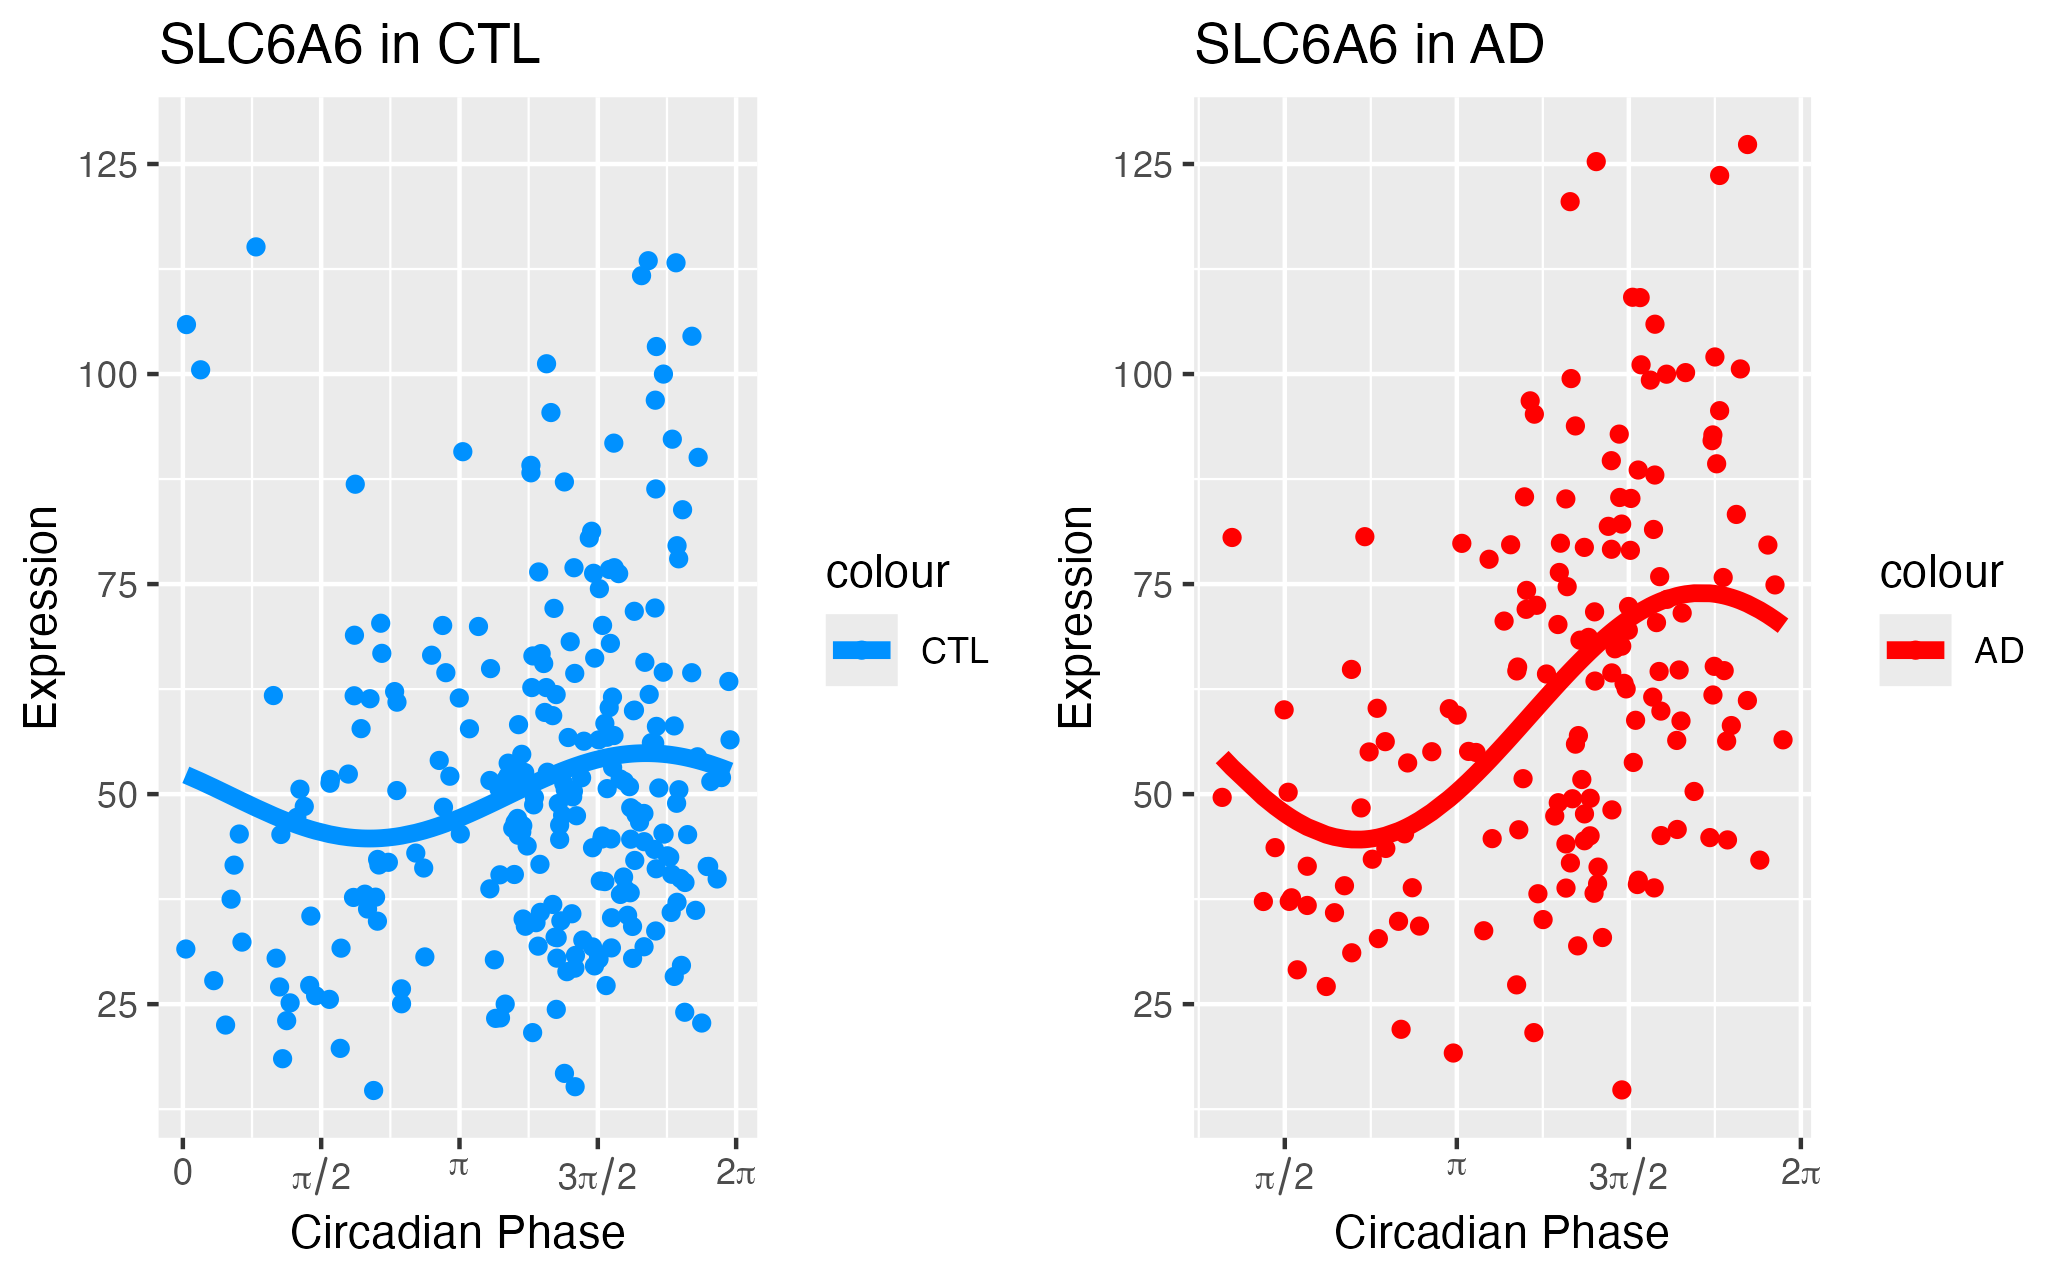 SLC6A6 in CTL
Expression
125
100
75
50
25
0
π/2
π
3π/2
2π
Circadian Phase
colour
CTL
SLC6A6 in AD
Expression
125
100
75
50
25
π/2
π
3π/2
2π
Circadian Phase
colour
AD